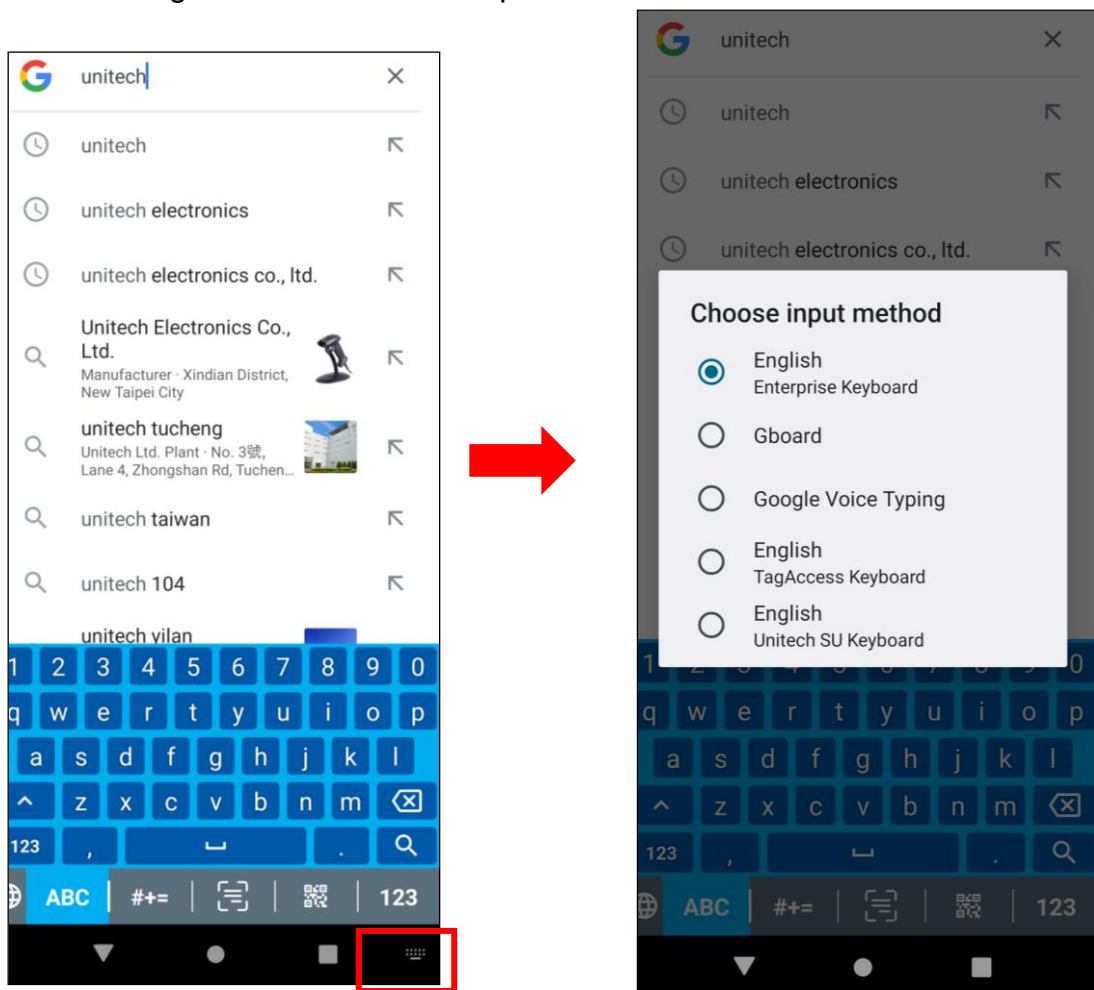 unitech
unitech
unitech electronics
unitech electronics co., ltd.
Unitech Electronics Co.,
Ltd.
Manufacturer · Xindian District,
New Taipei City
unitech tucheng
Unitech Ltd. Plant · No. 3號,
Lane 4, Zhongshan Rd, Tuchen...
unitech taiwan
unitech 104
unitech yilan
1 2 3 4 5 6 7 8 9 0
q w e r t y u i o p
a s d f g h j k l
z x c v b n m
123 , .
ABC #+= 123
unitech
unitech
unitech electronics
unitech electronics co., ltd.
Choose input method
English
Enterprise Keyboard
Gboard
Google Voice Typing
English
TagAccess Keyboard
English
Unitech SU Keyboard
q w e r t y u i o p
a s d f g h j k l
z x c v b n m
123 , .
ABC #+= 123